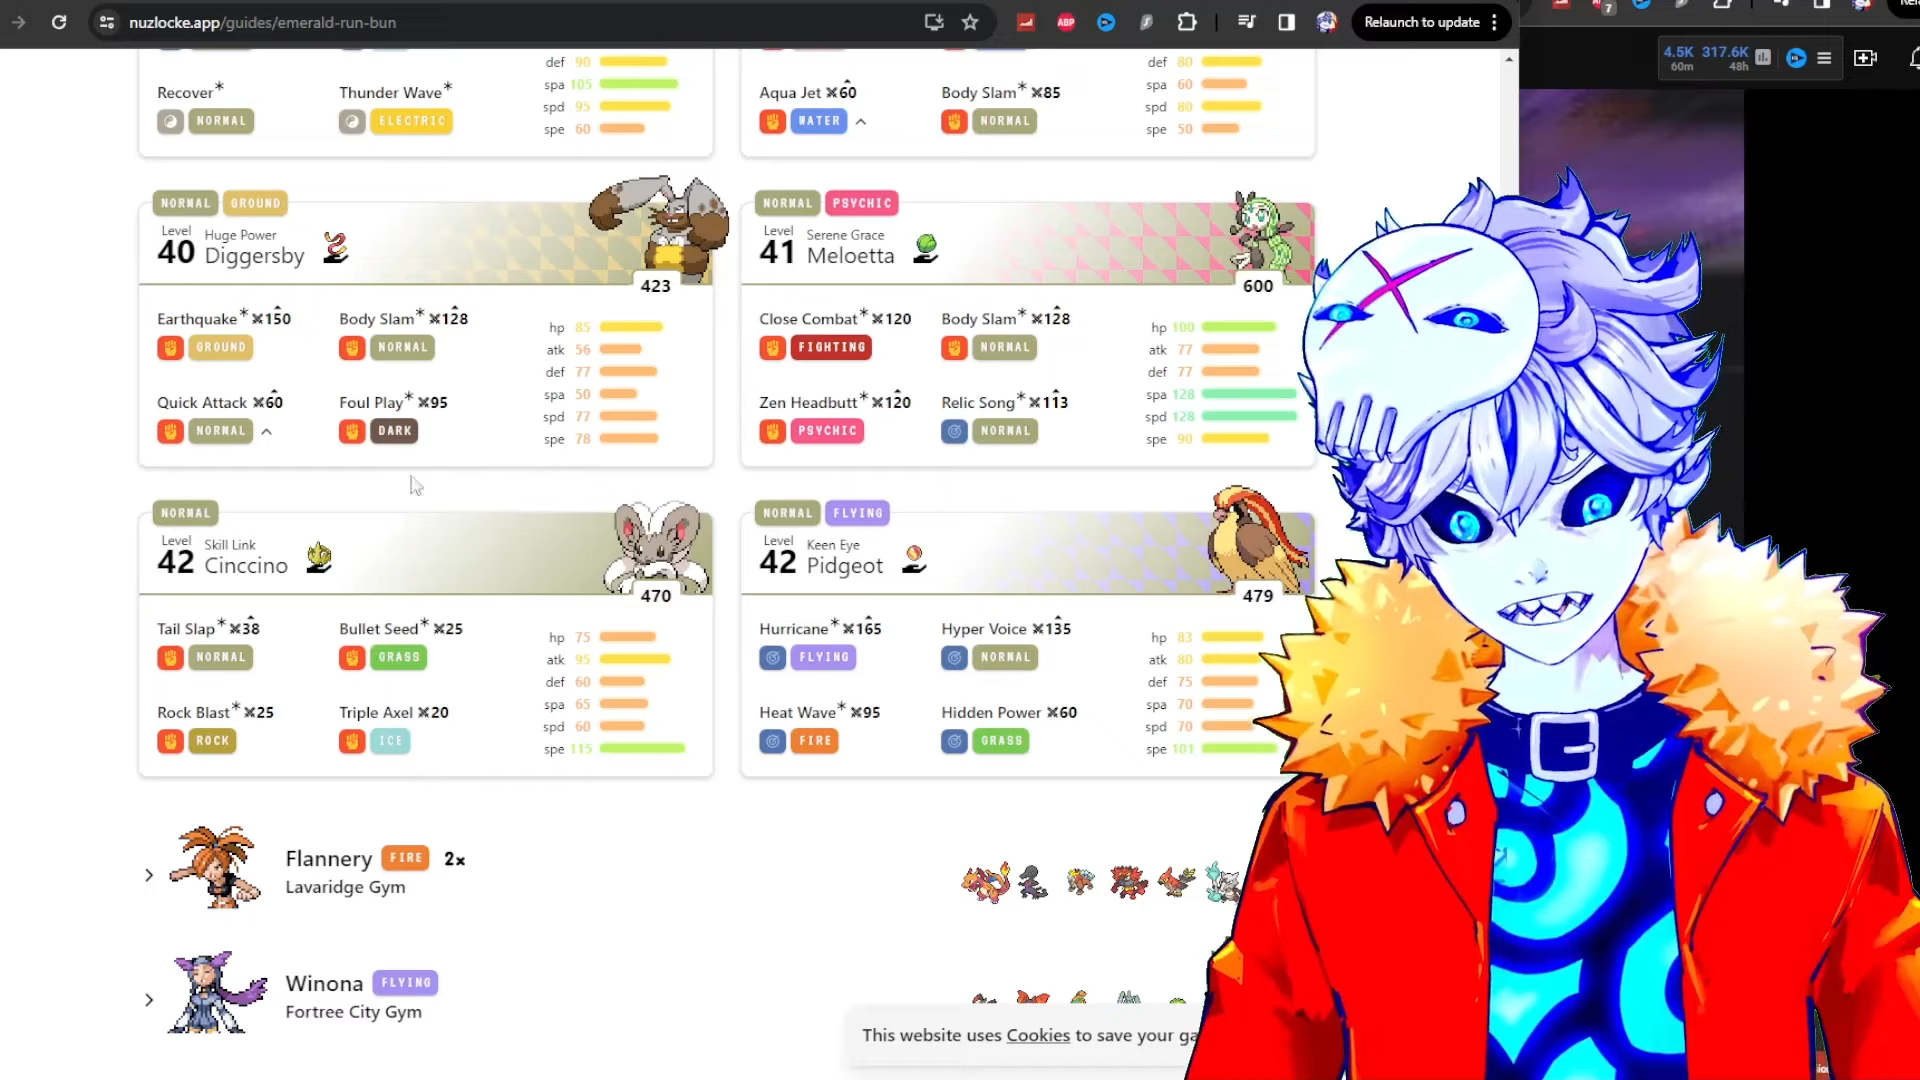 nuzlocke.app/guides/emerald-run-bun
ABP
Relaunch to update
7
4.5K 317.6K
60m 48h
Recover*
NORMAL
Thunder Wave*
ELECTRIC
def 90
spa 105
spd 95
spe 60
Aqua Jet 60
WATER
Body Slam* 85
NORMAL
def 80
spa 60
spd 80
spe 50
NORMAL GROUND
Level 40
Huge Power
Diggersby
423
Earthquake* 150
GROUND
Body Slam* 128
NORMAL
Quick Attack 60
NORMAL
Foul Play* 95
DARK
hp 85
atk 56
def 77
spa 50
spd 77
spe 78
NORMAL PSYCHIC
Level 41
Serene Grace
Meloetta
600
Close Combat* 120
FIGHTING
Body Slam* 128
NORMAL
Zen Headbutt* 120
PSYCHIC
Relic Song* 113
NORMAL
hp 100
atk 77
def 77
spa 128
spd 128
spe 90
NORMAL
Level 42
Skill Link
Cinccino
470
Tail Slap* 38
NORMAL
Bullet Seed* 25
GRASS
Rock Blast* 25
ROCK
Triple Axel 20
ICE
hp 75
atk 95
def 60
spa 65
spd 60
spe 115
NORMAL FLYING
Level 42
Keen Eye
Pidgeot
479
Hurricane* 165
FLYING
Hyper Voice 135
NORMAL
Heat Wave* 95
FIRE
Hidden Power 60
GRASS
hp 83
atk 80
def 75
spa 70
spd 70
spe 101
Flannery FIRE 2x
Lavaridge Gym
Winona FLYING
Fortree City Gym
This website uses Cookies to save your ga